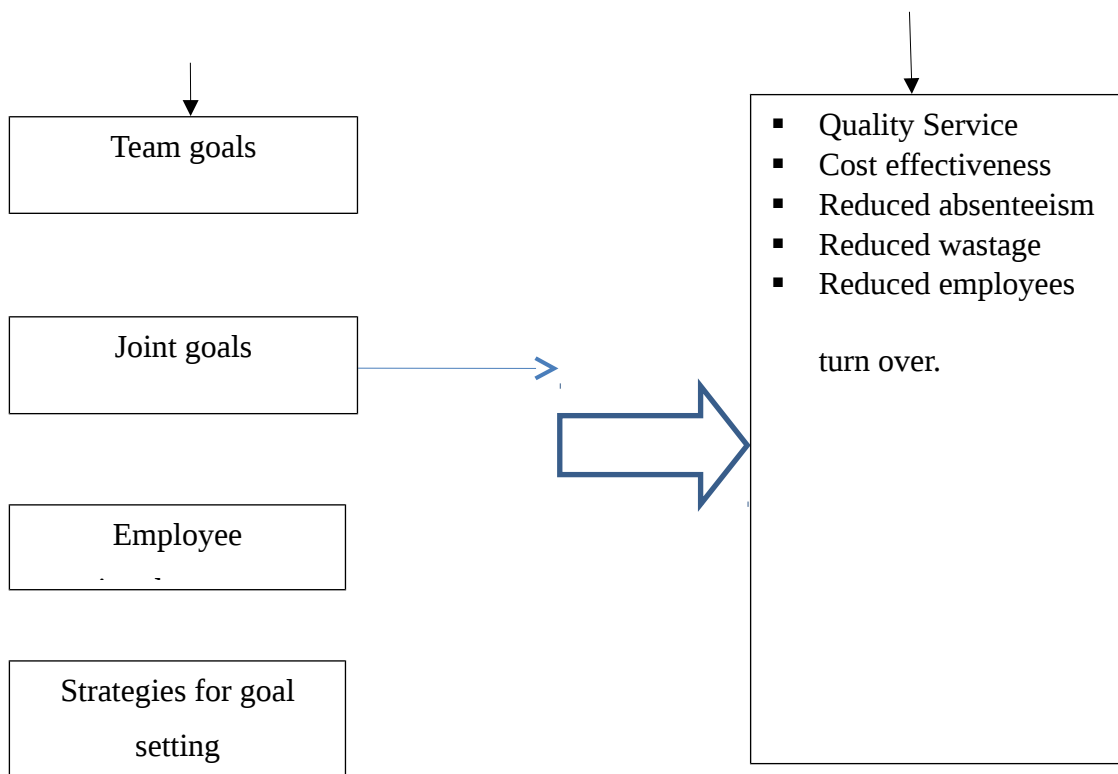 Team goals
Joint goals
Employee
Strategies for goal
setting
▪ Quality Service
▪ Cost effectiveness
▪ Reduced absenteeism
▪ Reduced wastage
▪ Reduced employees
turn over.